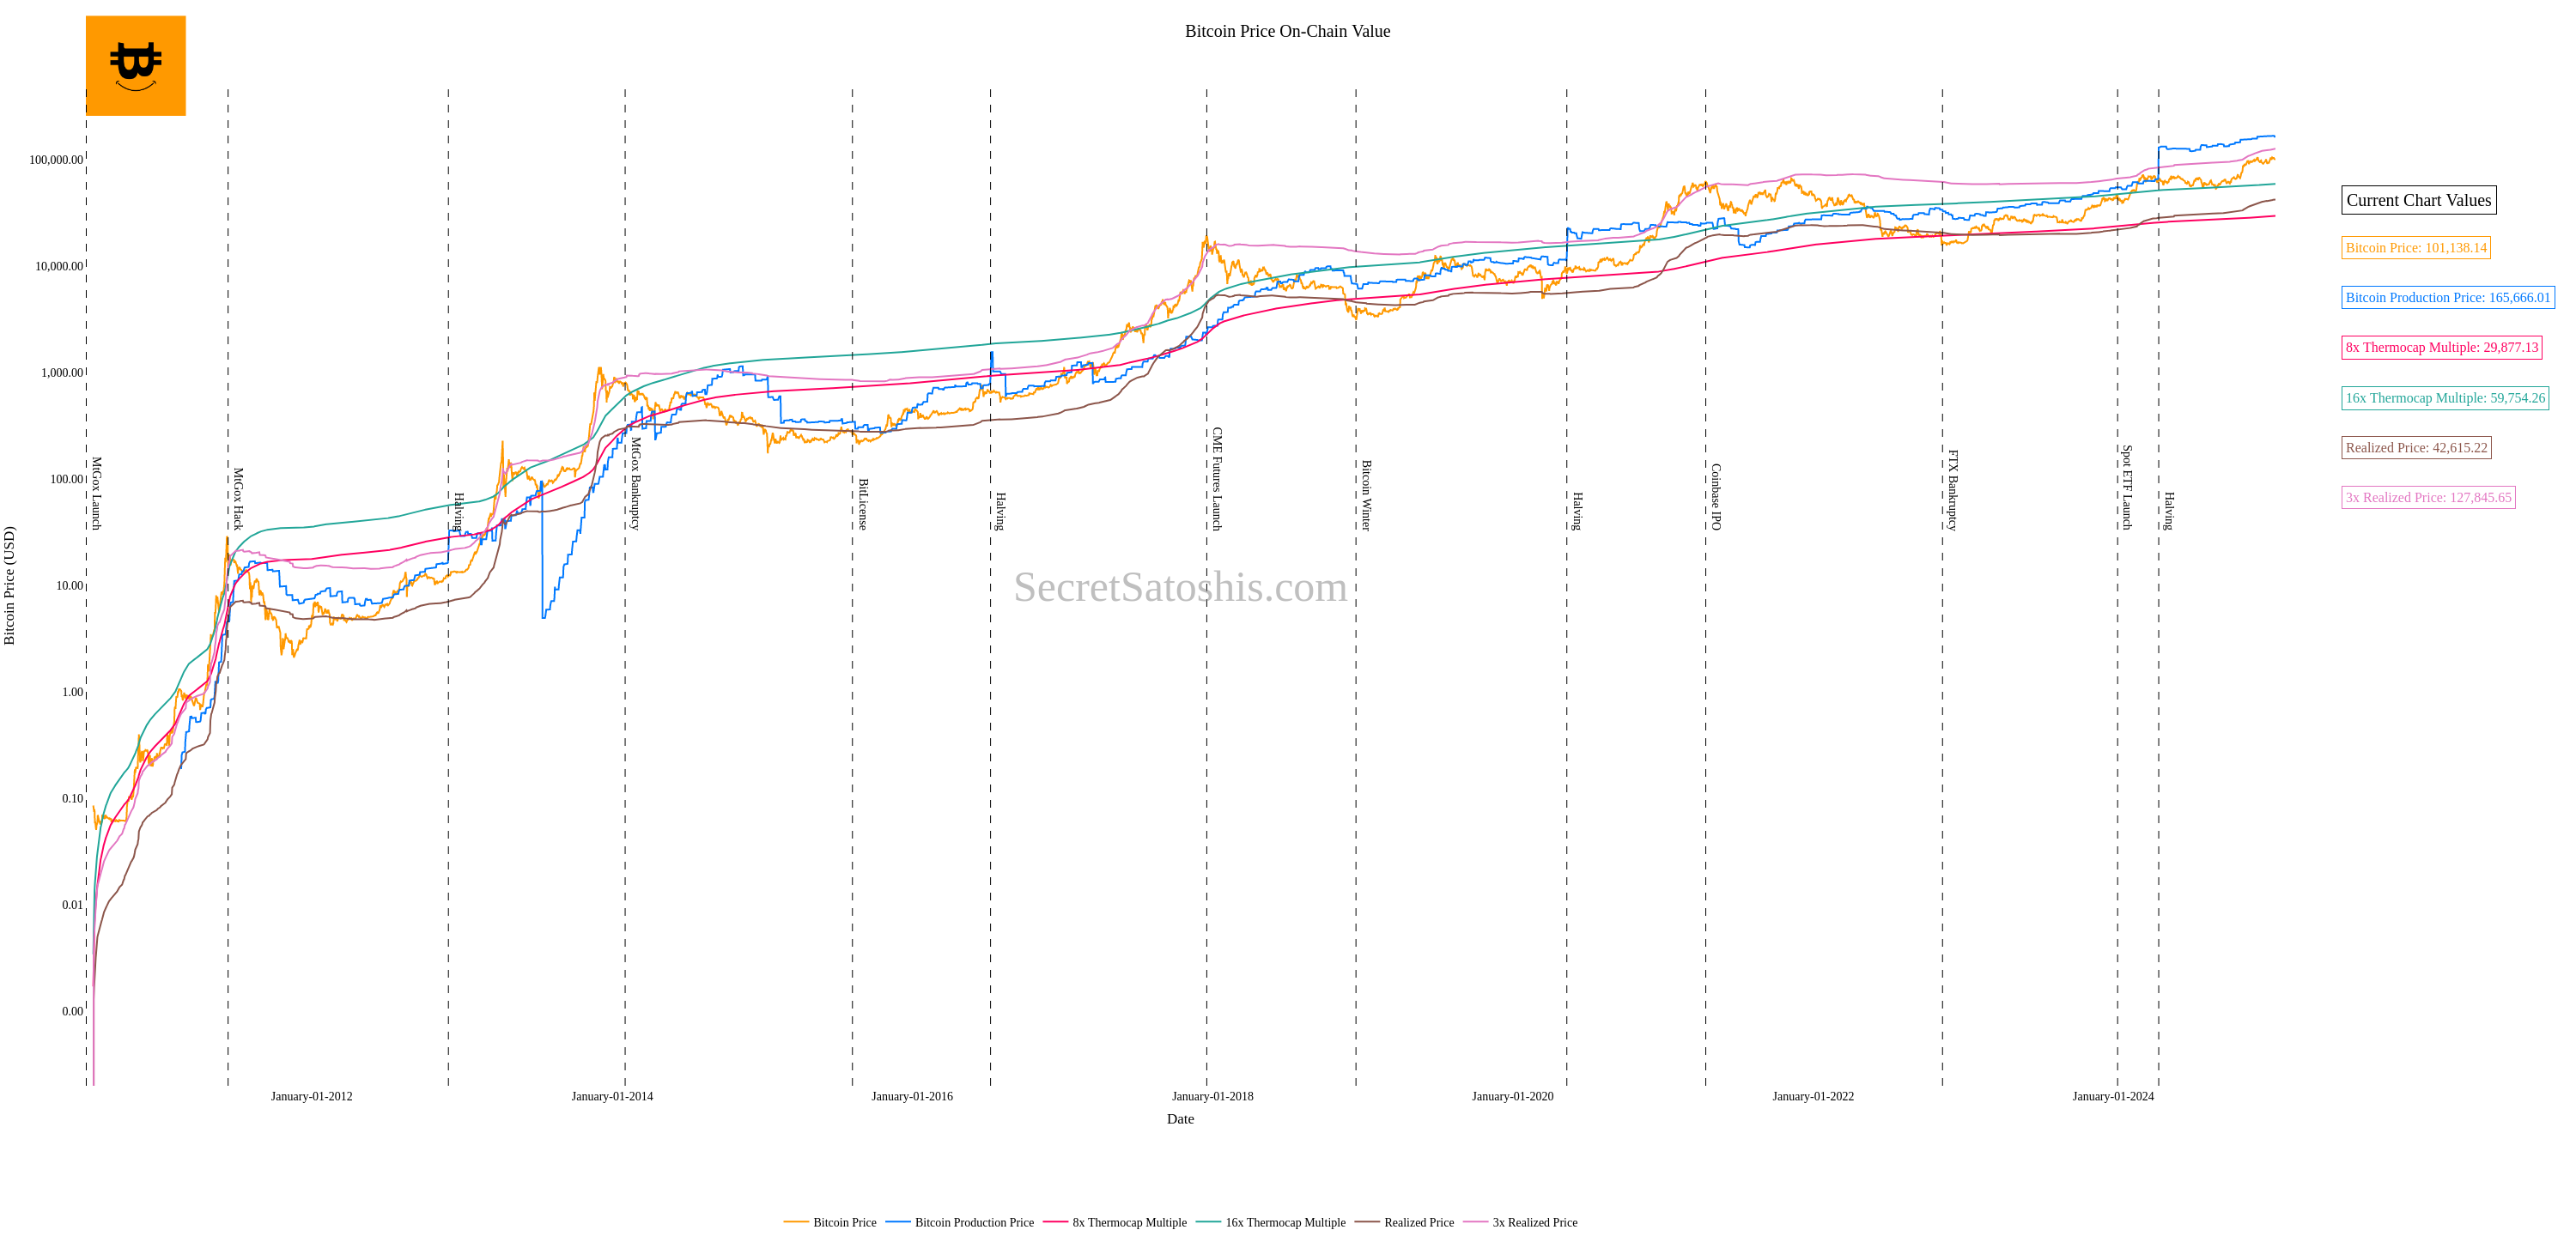 Bitcoin Price On-Chain Value
Bitcoin Price (USD)
100,000.00
10,000.00
1,000.00
100.00
10.00
1.00
0.10
0.01
0.00
MtGox Launch
MtGox Hack
Halving
MtGox Bankruptcy
BitLicense
Halving
CME Futures Launch
Bitcoin Winter
Halving
Coinbase IPO
FTX Bankruptcy
Spot ETF Launch
Halving
SecretSatoshis.com
January-01-2012
January-01-2014
January-01-2016
January-01-2018
January-01-2020
January-01-2022
January-01-2024
Date
Current Chart Values
Bitcoin Price: 101,138.14
Bitcoin Production Price: 165,666.01
8x Thermocap Multiple: 29,877.13
16x Thermocap Multiple: 59,754.26
Realized Price: 42,615.22
3x Realized Price: 127,845.65
Bitcoin Price
Bitcoin Production Price
8x Thermocap Multiple
16x Thermocap Multiple
Realized Price
3x Realized Price